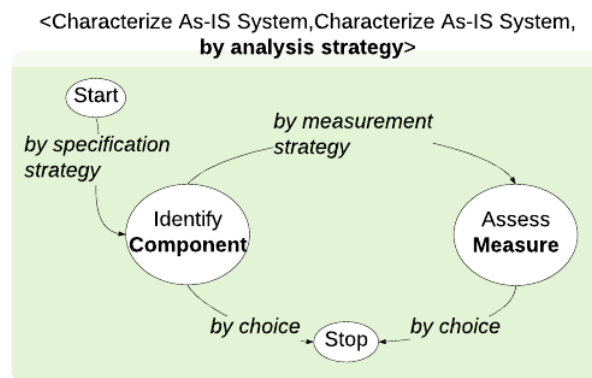 <Characterize As-IS System,Characterize As-IS System,
by analysis strategy>
Start
by specification
strategy
by measurement
strategy
Identify
Component
Assess
Measure
by choice
Stop
by choice